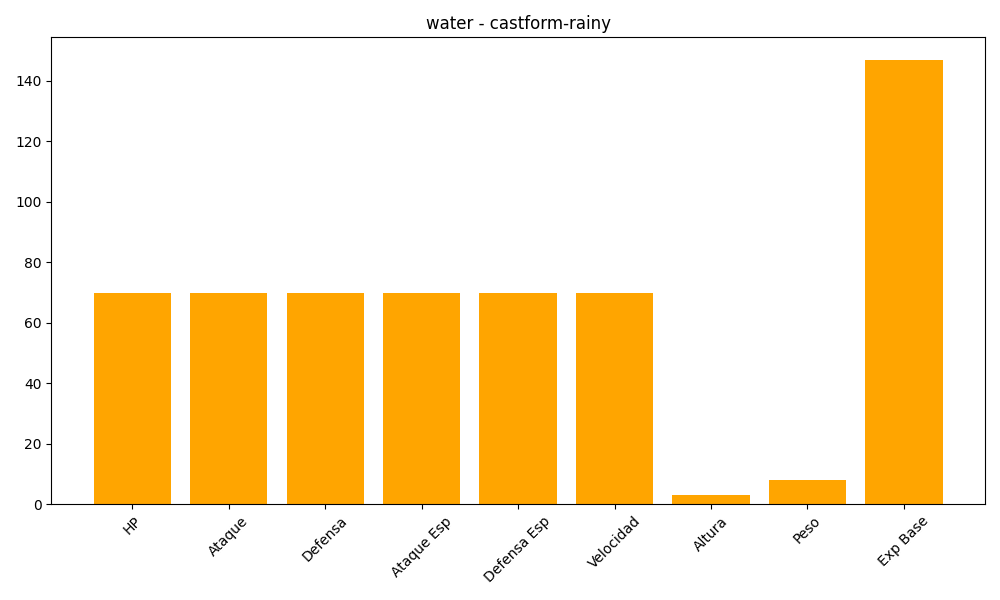 water - castform-rainy
140
120
100
80
60
40
20
0
HP
Ataque
Defensa
Ataque Esp
Defensa Esp
Velocidad
Altura
Peso
Exp Base